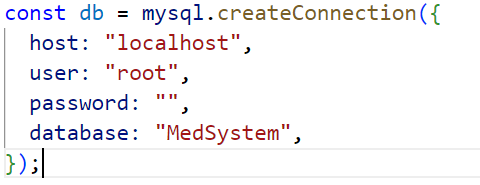 const db = mysql.createConnection({
  host: "localhost",
  user: "root",
  password: "",
  database: "MedSystem",
});